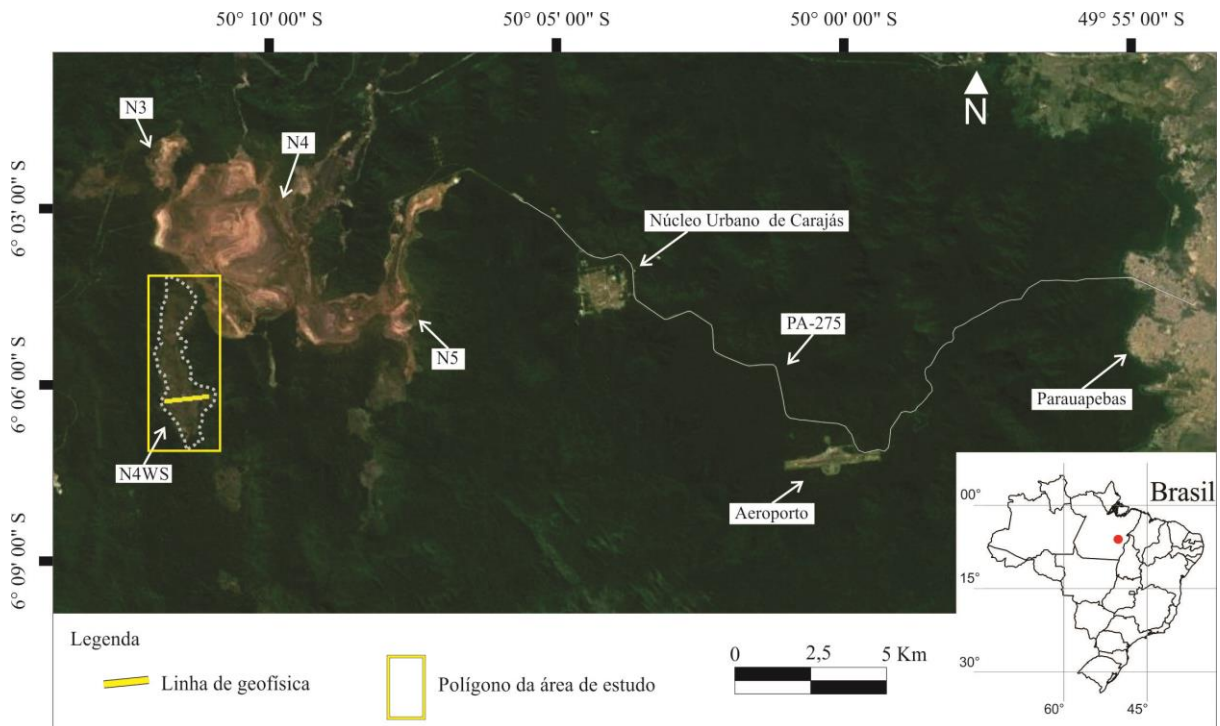 50° 10' 00" S
50° 05' 00" S
50° 00' 00" S
49° 55' 00" S
N3
N4
N
6° 03' 00" S
Núcleo Urbano de Carajás
PA-275
N5
6° 06' 00" S
Parauapebas
N4WS
Aeroporto
Brasil
00°
15°
30°
60°
45°
6° 09' 00" S
Legenda
0 2,5 5 Km
Linha de geofísica
Polígono da área de estudo